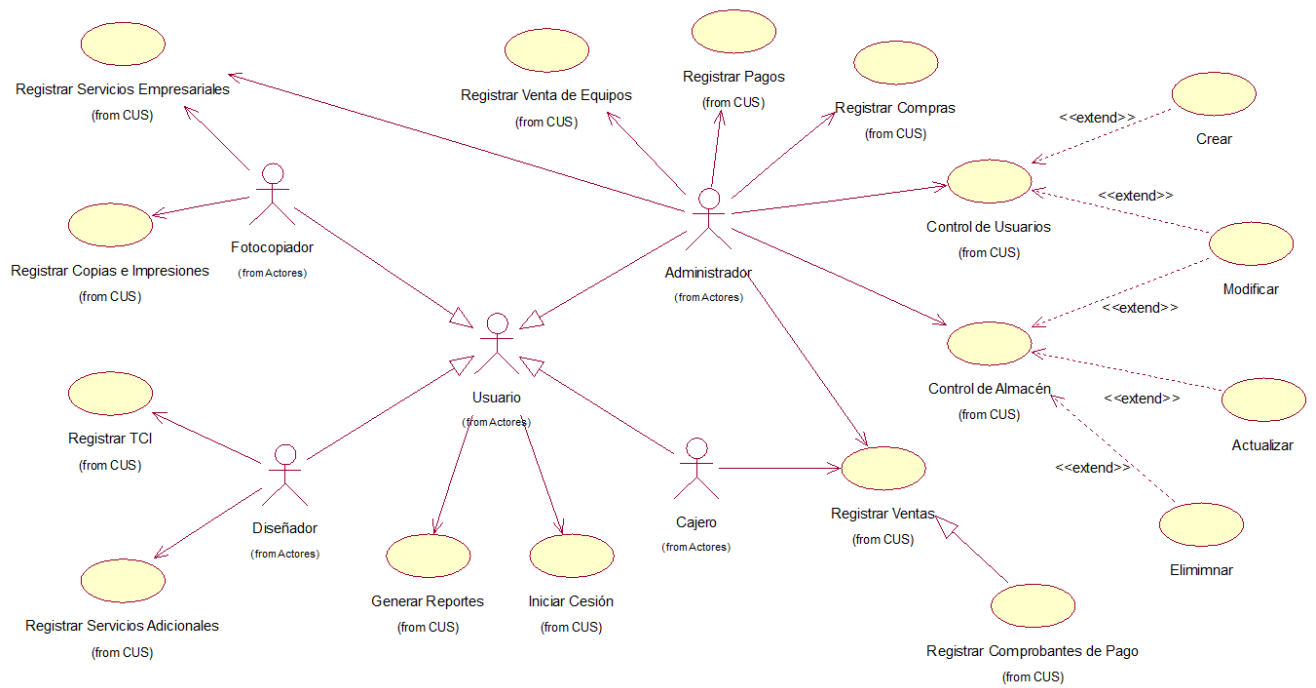 Registrar Servicios Empresariales
(from CUS)
Registrar Venta de Equipos
(from CUS)
Registrar Pagos
(from CUS)
Registrar Compras
(from CUS)
<<extend>>
Crear
<<extend>>
Control de Usuarios
(from CUS)
Fotocopiador
(from Actores)
Administrador
(from Actores)
Registrar Copias e Impresiones
(from CUS)
Modificar
<<extend>>
Usuario
(from Actores)
Control de Almacén
(from CUS)
<<extend>>
Actualizar
Registrar TCI
(from CUS)
<<extend>>
Diseñador
(from Actores)
Cajero
(from Actores)
Registrar Ventas
(from CUS)
Elimimnar
Generar Reportes
(from CUS)
Iniciar Cesión
(from CUS)
Registrar Servicios Adicionales
(from CUS)
Registrar Comprobantes de Pago
(from CUS)